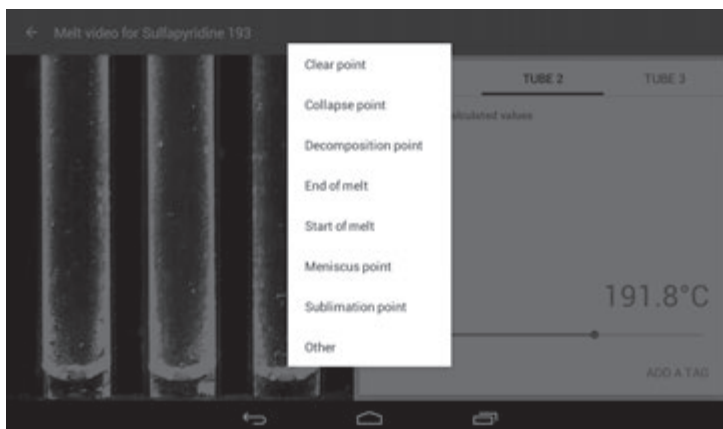 ← Melt video for Sulfapyridine 193
Clear point
Collapse point
Decomposition point
End of melt
Start of melt
Meniscus point
Sublimation point
Other
TUBE 2
TUBE 3
values
191.8°C
ADD A TAG